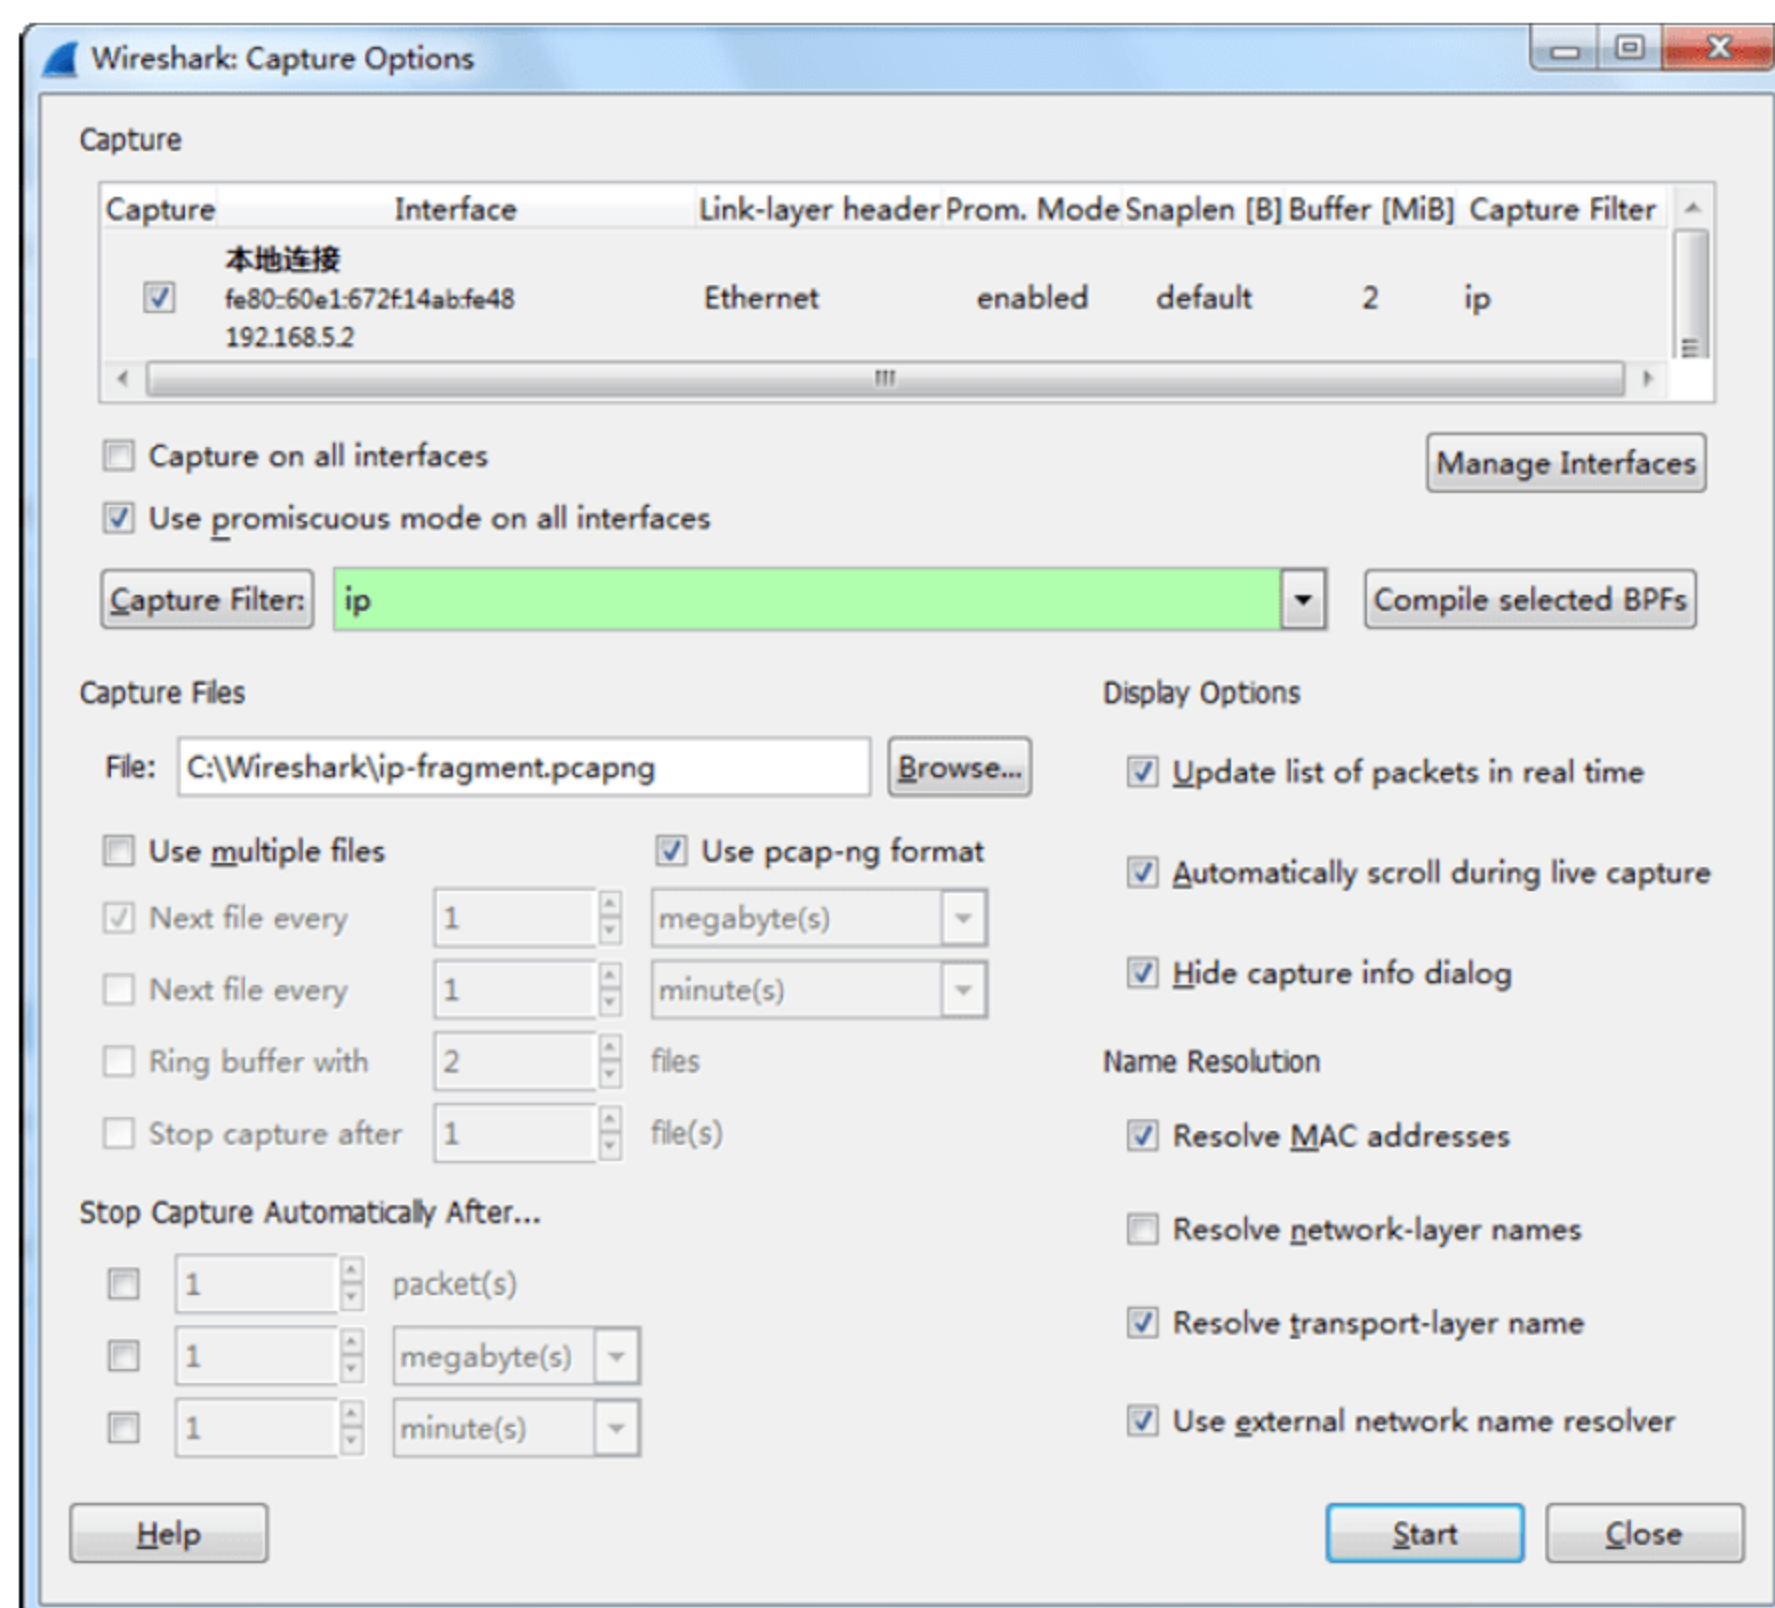 Wireshark: Capture Options
Capture
Capture Interface Link-layer header Prom. Mode Snaplen [B] Buffer [MiB] Capture Filter
本地连接
fe80::60e1:672f:14ab:fe48 Ethernet enabled default 2 ip
192.168.5.2
Capture on all interfaces
Manage Interfaces
Use promiscuous mode on all interfaces
Capture Filter: ip Compile selected BPFs
Capture Files
File: C:\Wireshark\ip-fragment.pcapng Browse...
Use multiple files Use pcap-ng format
Next file every 1 megabyte(s)
Next file every 1 minute(s)
Ring buffer with 2 files
Stop capture after 1 file(s)
Stop Capture Automatically After...
1 packet(s)
1 megabyte(s)
1 minute(s)
Display Options
Update list of packets in real time
Automatically scroll during live capture
Hide capture info dialog
Name Resolution
Resolve MAC addresses
Resolve network-layer names
Resolve transport-layer name
Use external network name resolver
Help Start Close